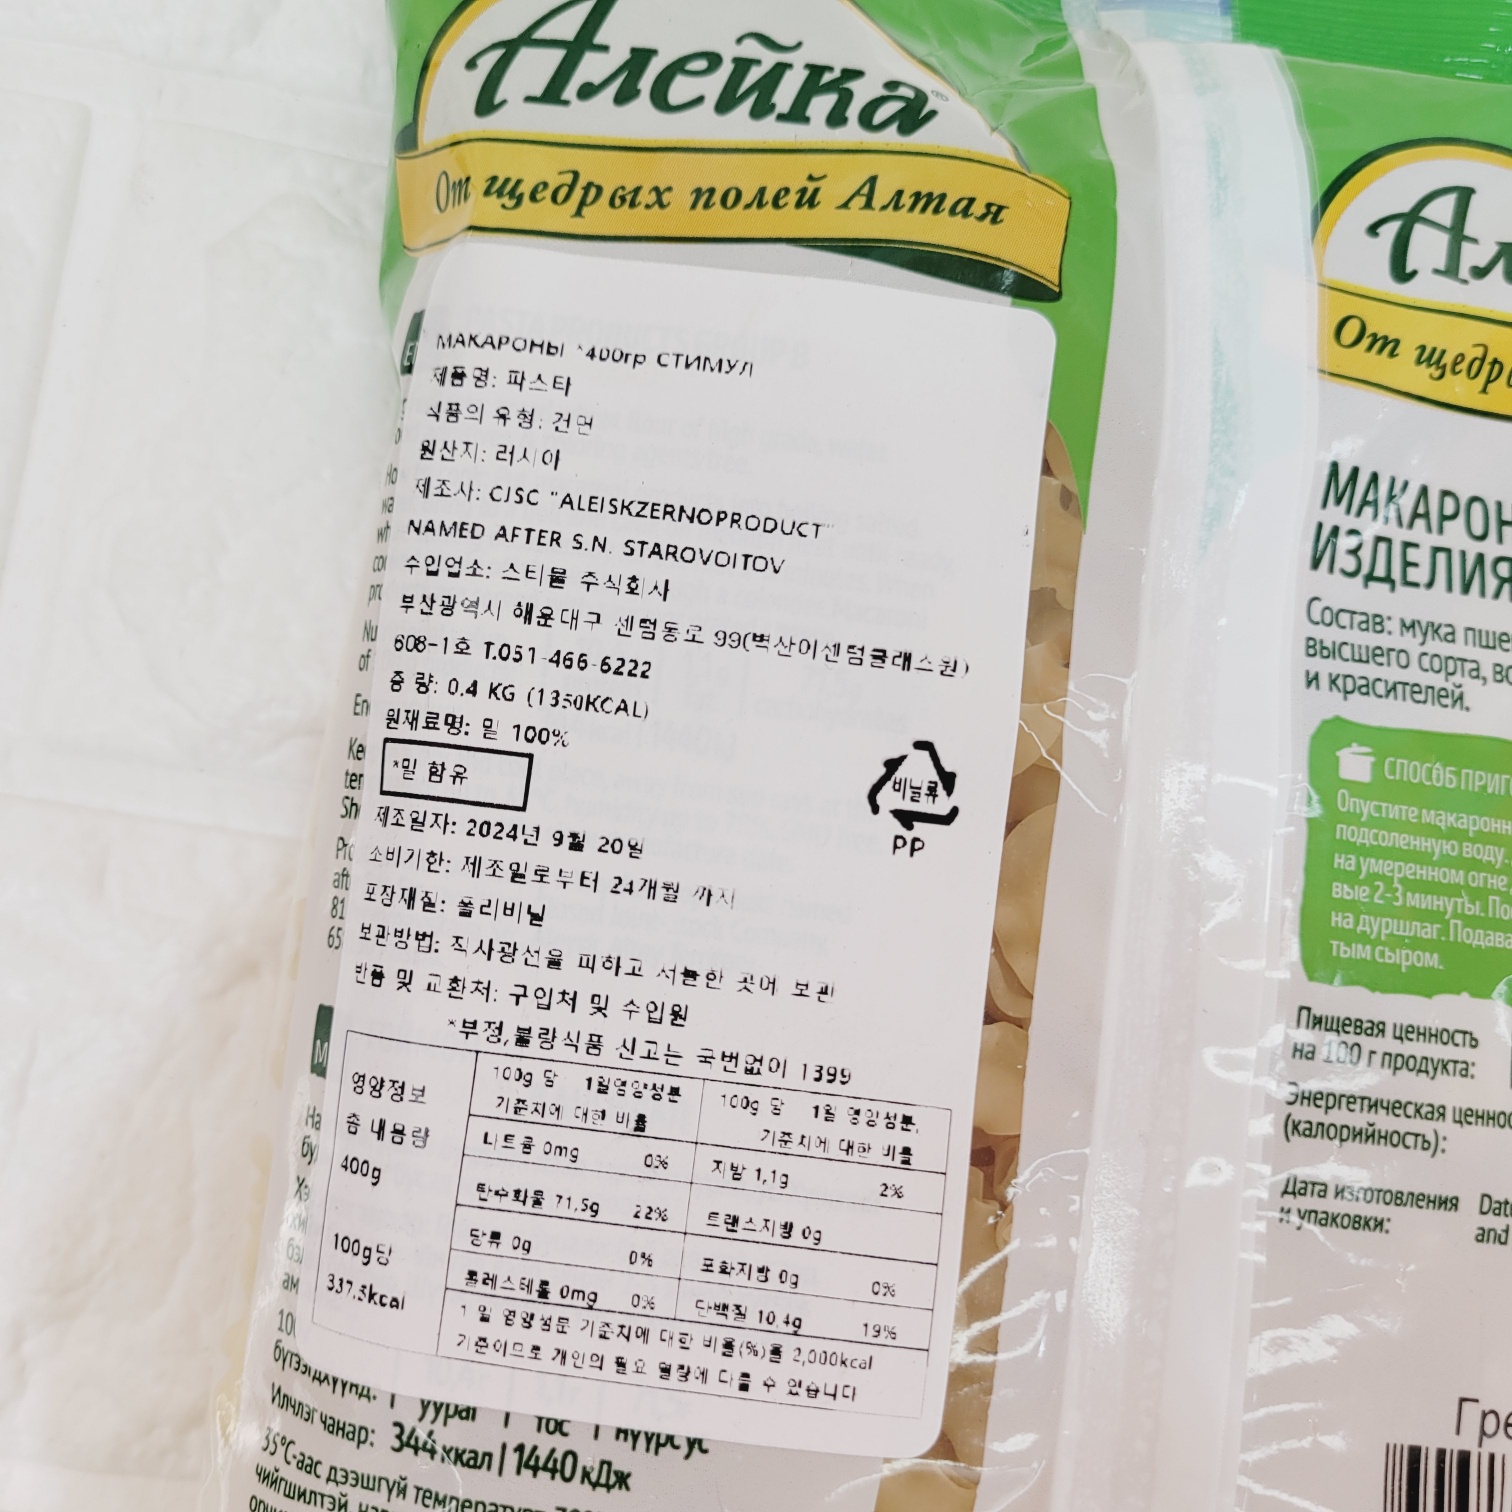 Алейка®
От щедрых полей Алтая
МАКАРОНЫ *400гр СТИМУЛ
제품명: 파스타
식품의 유형: 건면
원산지: 러시아
제조사: CJSC "ALEISKZERNOPRODUCT"
NAMED AFTER S.N. STAROVOITOV
수입업소: 스티물 주식회사
부산광역시 해운대구 센텀동로 99(벽산이센텀클래스원)
608-1호 T.051-466-6222
중 량: 0.4 KG (1350KCAL)
원재료명: 밀 100%
*밀 함유
비닐류
PP
제조일자: 2024년 9월 20일
소비기한: 제조일로부터 24개월 까지
포장재질: 폴리비닐
보관방법: 직사광선을 피하고 서늘한 곳에 보관
반품 및 교환처: 구입처 및 수입원
*부정,불량식품 신고는 국번없이 1399
영양정보
총 내용량
400g
100g당
337.5kcal
100g 당 1일영양성분
기준치에 대한 비율
100g 당 1일 영양성분,
기준치에 대한 비율
나트륨 0mg 0%
지방 1,1g 2%
탄수화물 71,5g 22%
트랜스지방 0g
당류 0g 0%
포화지방 0g 0%
콜레스테롤 0mg 0%
단백질 10.4g 19%
1 일 영양성분 기준치에 대한 비율(%)을 2,000kcal
기준이므로 개인의 필요 열량에 다를 수 있습니다
уураг | тос | нүүрс ус
Илчлэг чанар: 344 ккал | 1440 кДж
35°C-аас дээшгүй
От щедр
МАКАРОН
ИЗДЕЛИЯ
Состав: мука пше
высшего сорта, во
и красителей.
СПОСОБ ПРИГ
Опустите макаронн
подсоленную воду.
на умеренном огне,
вые 2-3 минуты. По
на дуршлаг. Подава
тым сыром.
Пищевая ценность
на 100 г продукта:
Энергетическая ценнос
(калорийность):
Дата изготовления Dat
и упаковки: and
Гре